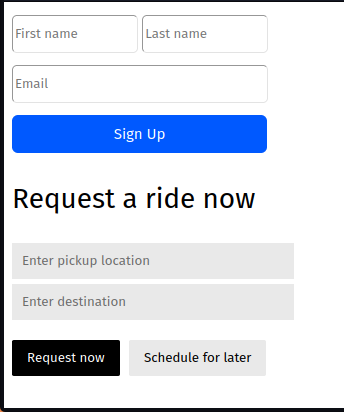 First name Last name
Email
Sign Up
Request a ride now
Enter pickup location
Enter destination
Request now Schedule for later